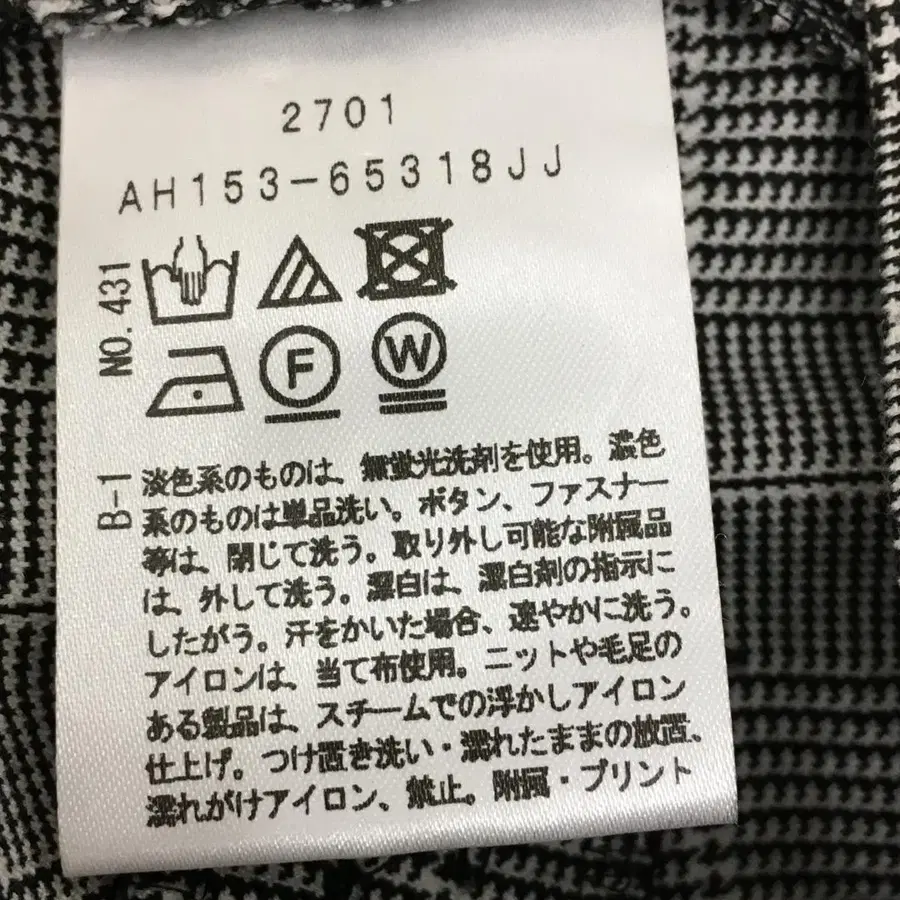 2701
AH153-65318JJ
NO. 431
F
W
B-1
淡色系のものは、無蛍光洗剤を使用。濃色
系のものは単品洗い。ボタン、ファスナー
等は、閉じて洗う。取り外し可能な附属品
は、外して洗う。漂白は、漂白剤の指示に
したがう。汗をかいた場合、速やかに洗う。
アイロンは、当て布使用。ニットや毛足の
ある製品は、スチームでの浮かしアイロン
仕上げ。つけ置き洗い・濡れたままの放置、
濡れがけアイロン、禁止。附属・プリント